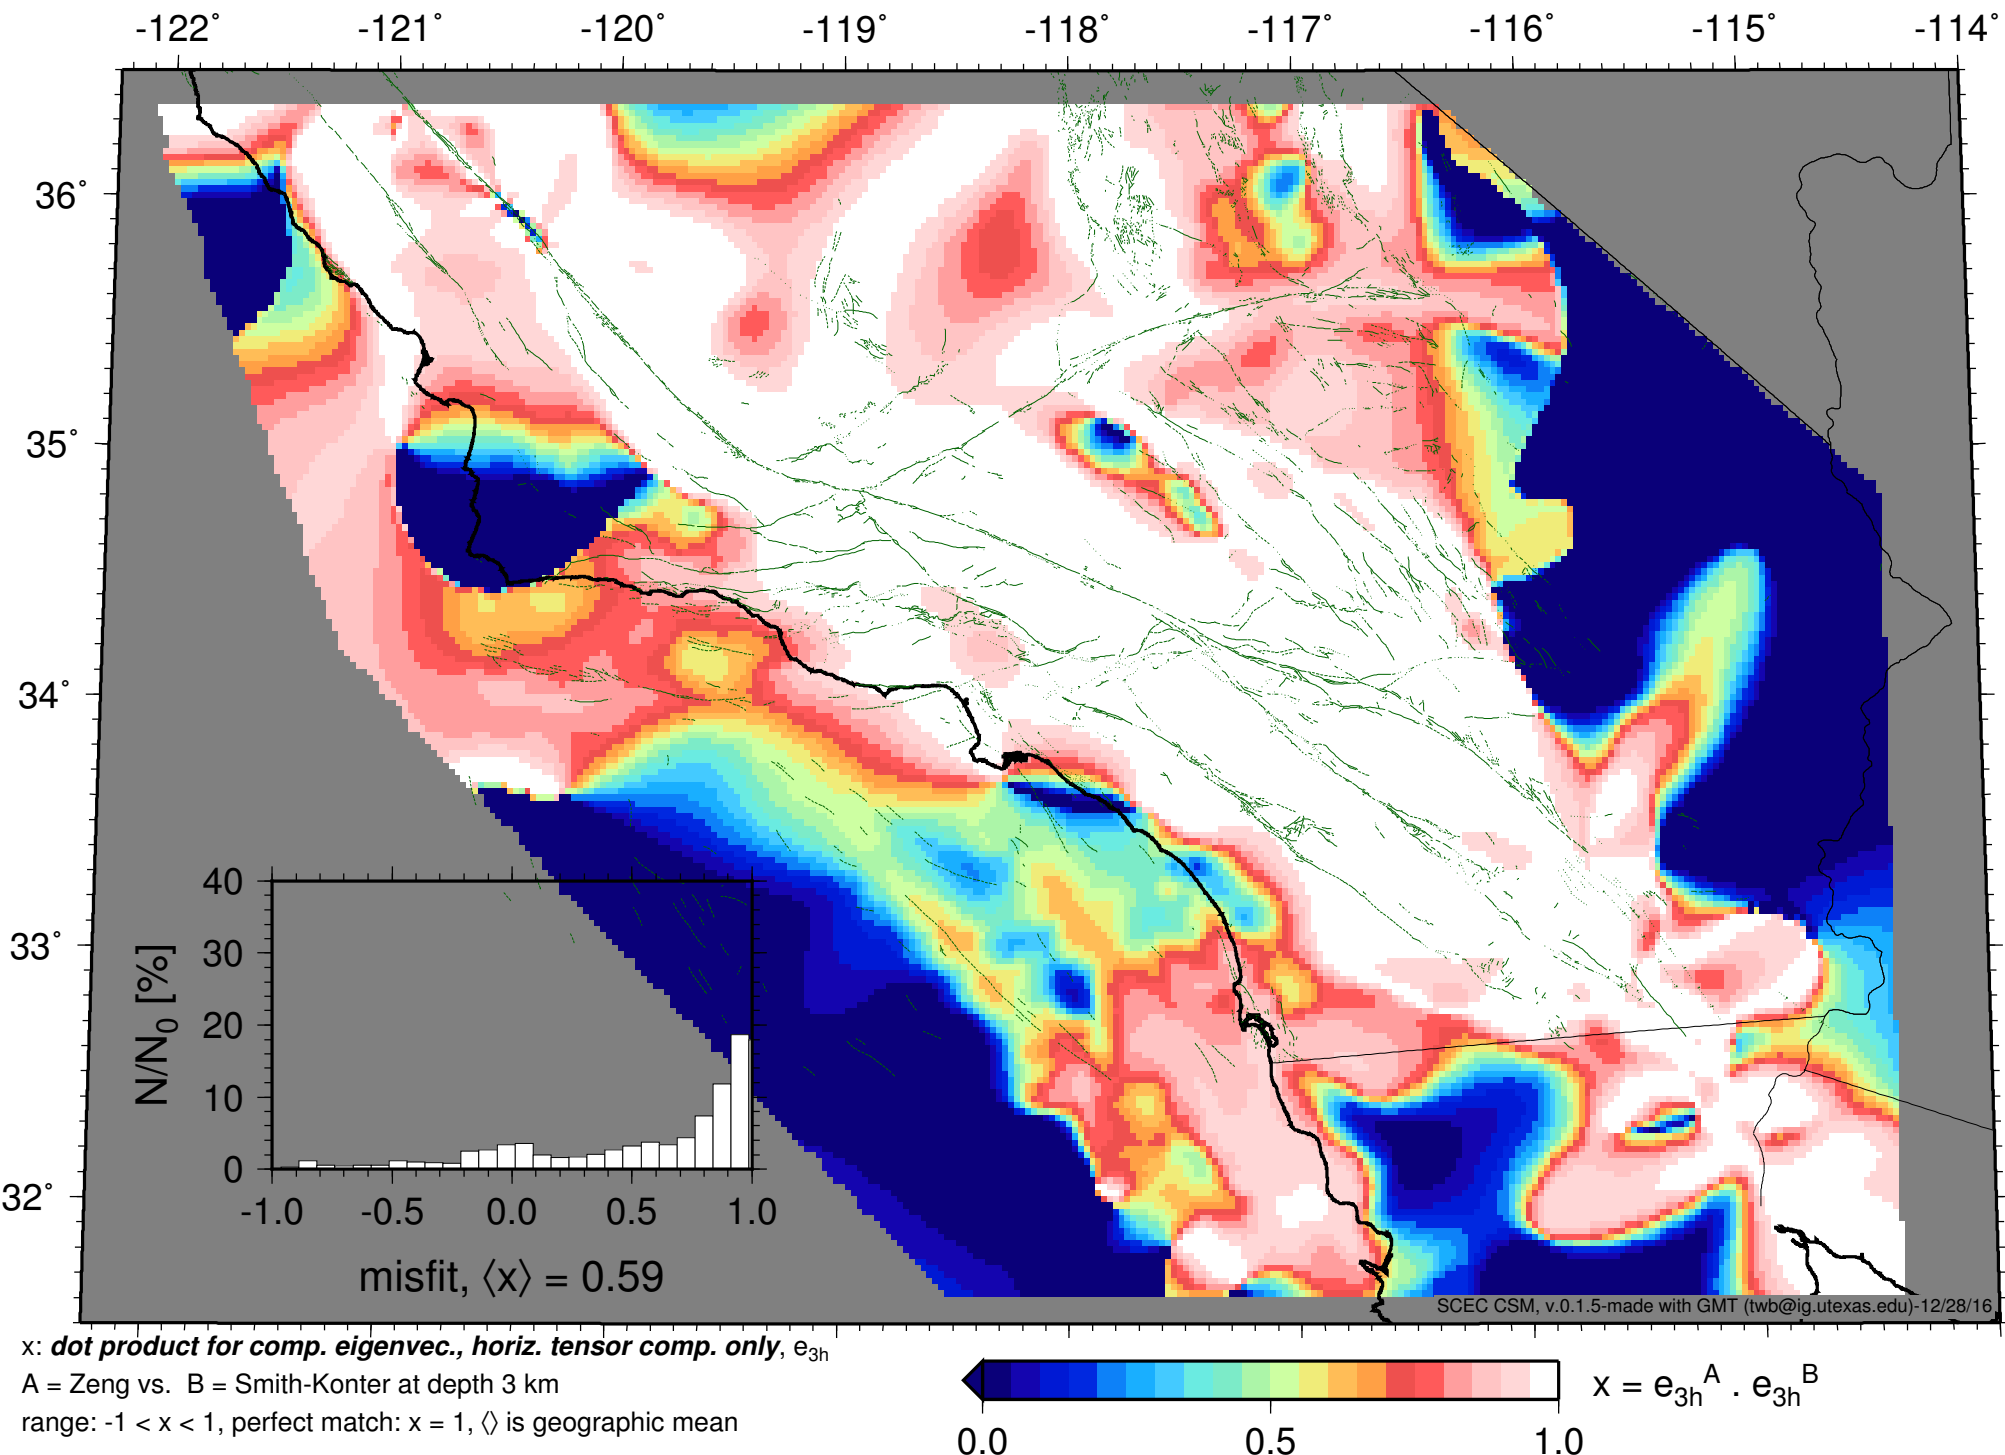 -122° -121° -120° -119° -118° -117° -116° -115° -114°
36°
35°
34°
33°
32°
40
30
20
10
0
N/N0 [%]
-1.0 -0.5 0.0 0.5 1.0
misfit, ⟨x⟩ = 0.59
SCEC CSM, v.0.1.5-made with GMT (twb@ig.utexas.edu)-12/28/16
x: dot product for comp. eigenvec., horiz. tensor comp. only, e3h
A = Zeng vs. B = Smith-Konter at depth 3 km
range: -1 < x < 1, perfect match: x = 1, ⟨⟩ is geographic mean
x = e3h^A . e3h^B
0.0 0.5 1.0